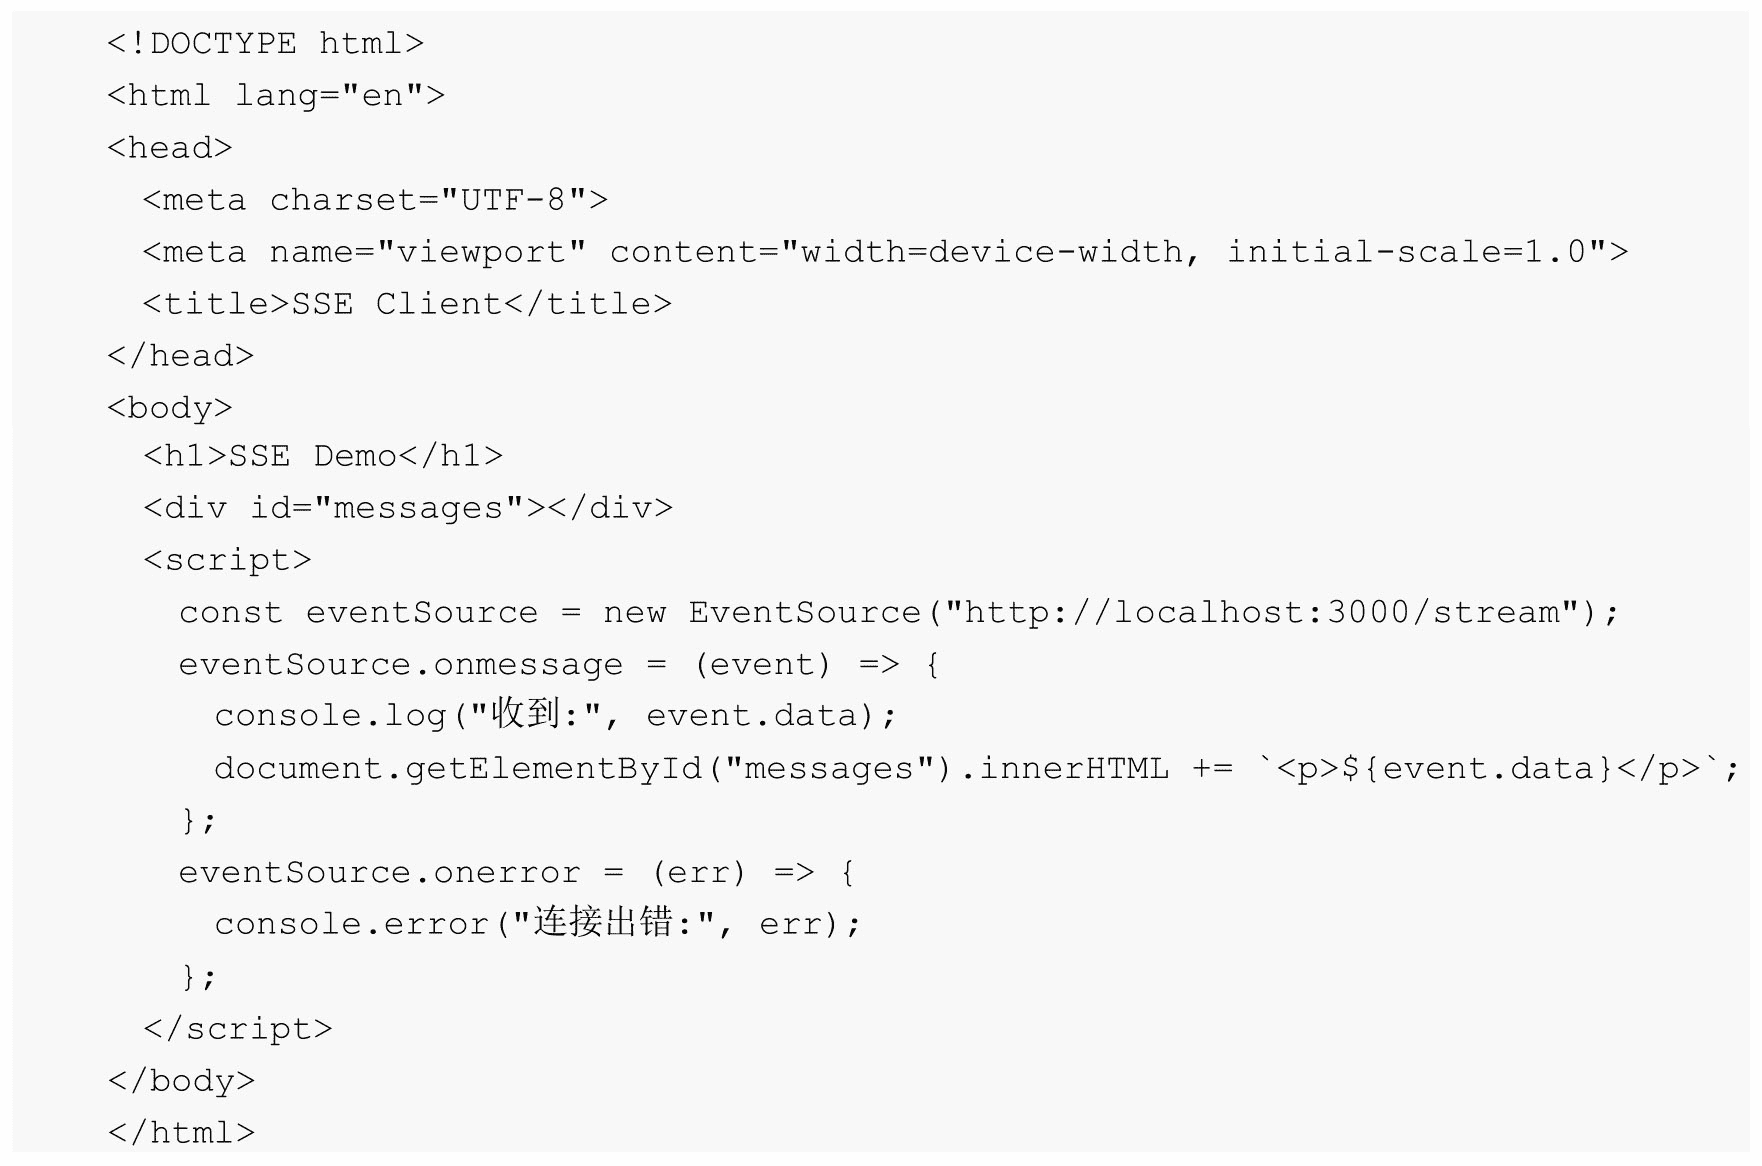 <!DOCTYPE html>
<html lang="en">
<head>
<meta charset="UTF-8">
<meta name="viewport" content="width=device-width, initial-scale=1.0">
<title>SSE Client</title>
</head>
<body>
<h1>SSE Demo</h1>
<div id="messages"></div>
<script>
const eventSource = new EventSource("http://localhost:3000/stream");
eventSource.onmessage = (event) => {
console.log("收到:", event.data);
document.getElementById("messages").innerHTML += `<p>${event.data}</p>`;
};
eventSource.onerror = (err) => {
console.error("连接出错:", err);
};
</script>
</body>
</html>